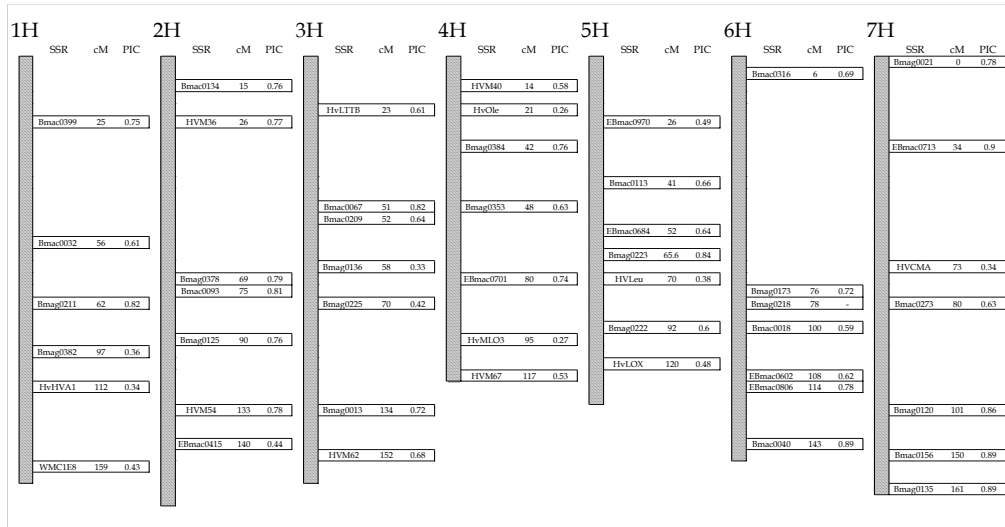 1H
SSR cM PIC
Bmac0399 25 0.75
Bmac0032 56 0.61
Bmag0211 62 0.82
Bmag0382 97 0.36
HvHVA1 112 0.34
WMC1E8 159 0.43
2H
SSR cM PIC
Bmac0134 15 0.76
HVM36 26 0.77
Bmag0378 69 0.79
Bmac0093 75 0.81
Bmag0125 90 0.76
HVM54 133 0.78
EBmac0415 140 0.44
3H
SSR cM PIC
HvLTTB 23 0.61
Bmac0067 51 0.82
Bmac0209 52 0.64
Bmag0136 58 0.33
Bmag0225 70 0.42
Bmag0013 134 0.72
HVM62 152 0.68
4H
SSR cM PIC
HVM40 14 0.58
HvOle 21 0.26
Bmag0384 42 0.76
Bmag0353 48 0.63
EBmac0701 80 0.74
HvMLO3 95 0.27
HVM67 117 0.53
5H
SSR cM PIC
EBmac0970 26 0.49
Bmac0113 41 0.66
EBmac0684 52 0.64
Bmag0223 65.6 0.84
HVLeu 70 0.38
Bmag0222 92 0.6
HvLOX 120 0.48
6H
SSR cM PIC
Bmac0316 6 0.69
Bmag0173 76 0.72
Bmag0218 78 -
Bmac0018 100 0.59
EBmac0602 108 0.62
EBmac0806 114 0.78
Bmac0040 143 0.89
7H
SSR cM PIC
Bmag0021 0 0.78
EBmac0713 34 0.9
HVCMA 73 0.34
Bmac0273 80 0.63
Bmag0120 101 0.86
Bmac0156 150 0.89
Bmag0135 161 0.89